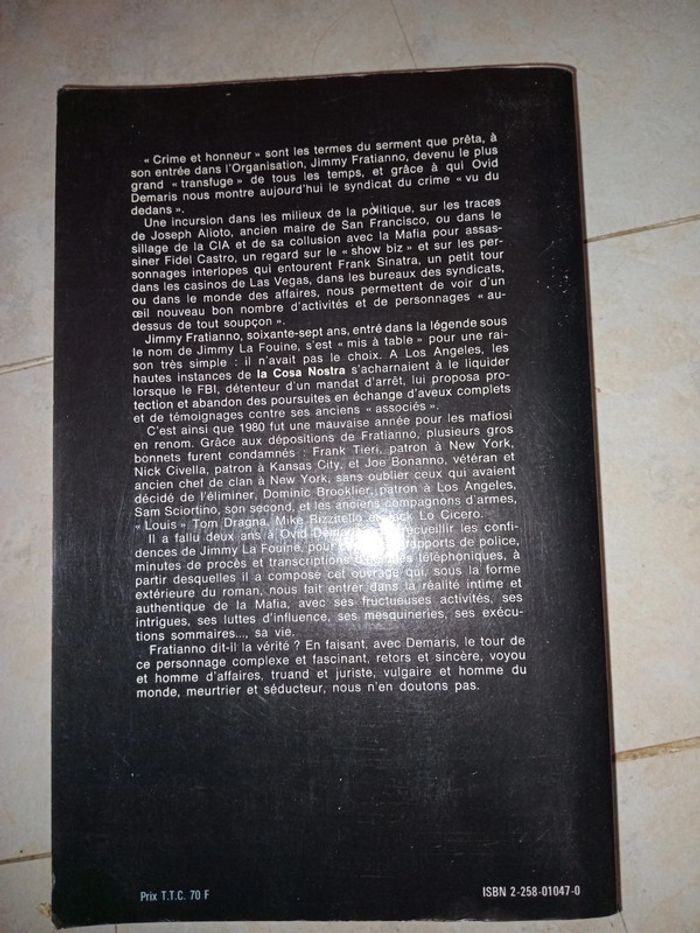 « Crime et honneur » sont les termes du serment que prêta, à
son entrée dans l'Organisation, Jimmy Fratianno, devenu le plus
grand « transfuge » de tous les temps, et grâce à qui Ovid
Demaris nous montre aujourd'hui le syndicat du crime « vu du
dedans ».
Une incursion dans les milieux de la politique, sur les traces
de Joseph Alioto, ancien maire de San Francisco, ou dans le
sillage de la CIA et de sa collusion avec la Mafia pour assas-
siner Fidel Castro, un regard sur le « show biz » et sur les per-
sonnages interlopes qui entourent Frank Sinatra, un petit tour
dans les casinos de Las Vegas, dans les bureaux des syndicats,
ou dans le monde des affaires, nous permettent de voir d'un
œil nouveau bon nombre d'activités et de personnages « au-
dessus de tout soupçon ».
Jimmy Fratianno, soixante-sept ans, entré dans la légende sous
le nom de Jimmy La Fouine, s'est « mis à table » pour une rai-
son très simple : il n'avait pas le choix. A Los Angeles, les
hautes instances de la Cosa Nostra s'acharnaient à le liquider
lorsque le FBI, détenteur d'un mandat d'arrêt, lui proposa pro-
tection et abandon des poursuites en échange d'aveux complets
et de témoignages contre ses anciens « associés ».
C'est ainsi que 1980 fut une mauvaise année pour les mafiosi
en renom. Grâce aux dépositions de Fratianno, plusieurs gros
bonnets furent condamnés : Frank Tieri, patron à New York,
Nick Civella, patron à Kansas City, et Joe Bonanno, vétéran et
ancien chef de clan à New York, sans oublier ceux qui avaient
décidé de l'éliminer, Dominic Brooklier, patron à Los Angeles,
Sam Sciortino, son second, et les anciens compagnons d'armes,
« Louis » Tom Dragna, Mike Rizzitello et Jack Lo Cicero.
Il a fallu deux ans à Ovid recueillir les confi-
dences de Jimmy La Fouine, rapports de police,
minutes de procès et transcriptions téléphoniques, à
partir desquelles il a composé cet ouvrage qui, sous la forme
extérieure du roman, nous fait entrer dans la réalité intime et
authentique de la Mafia, avec ses fructueuses activités, ses
intrigues, ses luttes d'influence, ses mesquineries, ses exécu-
tions sommaires..., sa vie.
Fratianno dit-il la vérité ? En faisant, avec Demaris, le tour de
ce personnage complexe et fascinant, retors et sincère, voyou
et homme d'affaires, truand et juriste, vulgaire et homme du
monde, meurtrier et séducteur, nous n'en doutons pas.
Prix T.T.C. 70 F
ISBN 2-258-01047-0